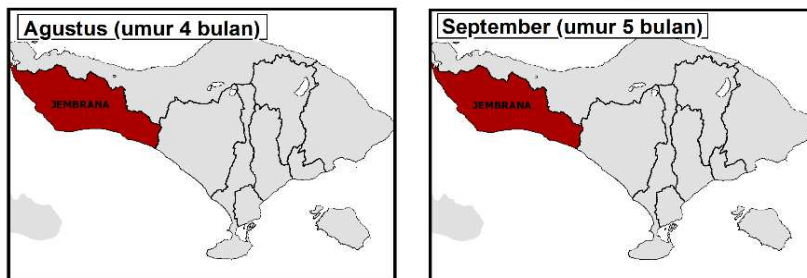 Agustus (umur 4 bulan)
JEMBRANA
September (umur 5 bulan)
JEMBRANA